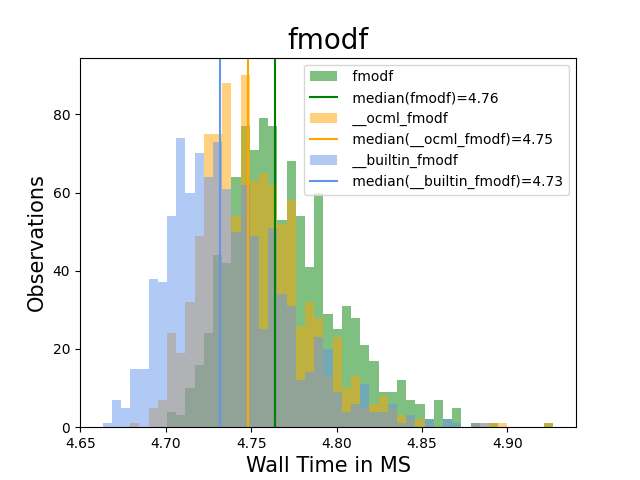 fmodf
fmodf
median(fmodf)=4.76
__ocml_fmodf
median(__ocml_fmodf)=4.75
__builtin_fmodf
median(__builtin_fmodf)=4.73
Observations
80
60
40
20
0
4.65 4.70 4.75 4.80 4.85 4.90
Wall Time in MS